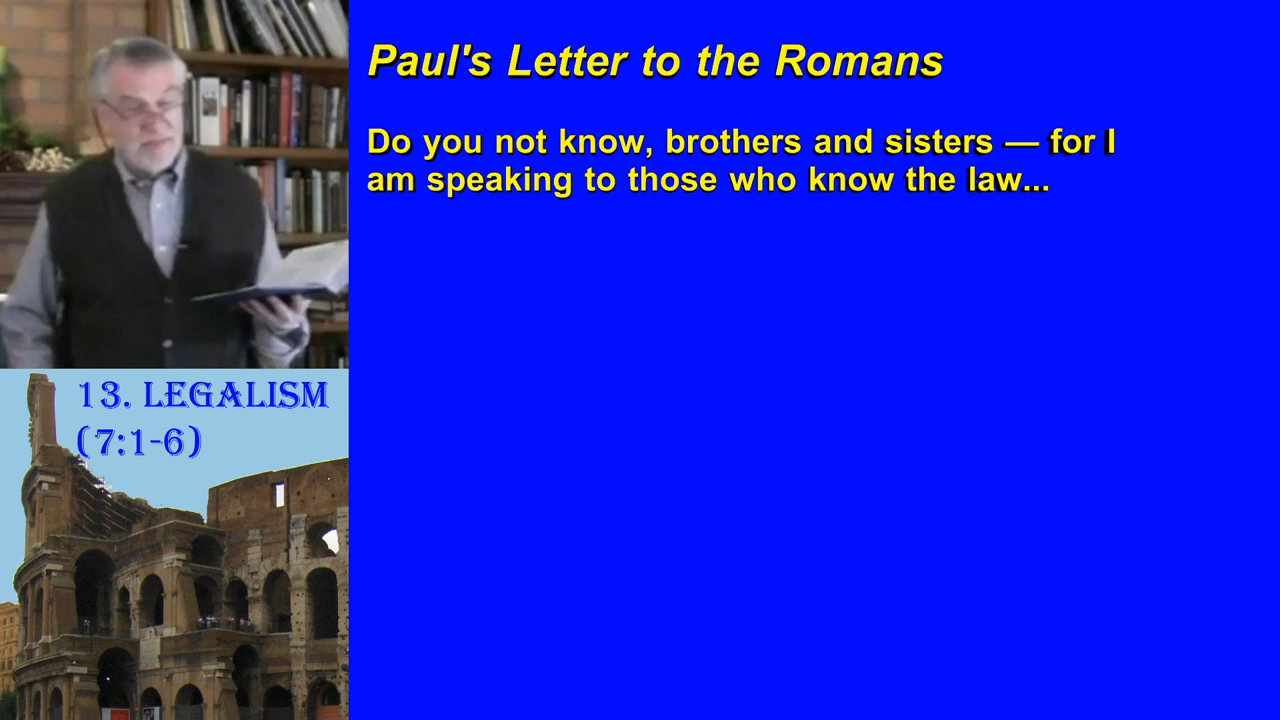 Paul's Letter to the Romans
Do you not know, brothers and sisters — for I
am speaking to those who know the law...
13. LEGALISM
(7:1-6)